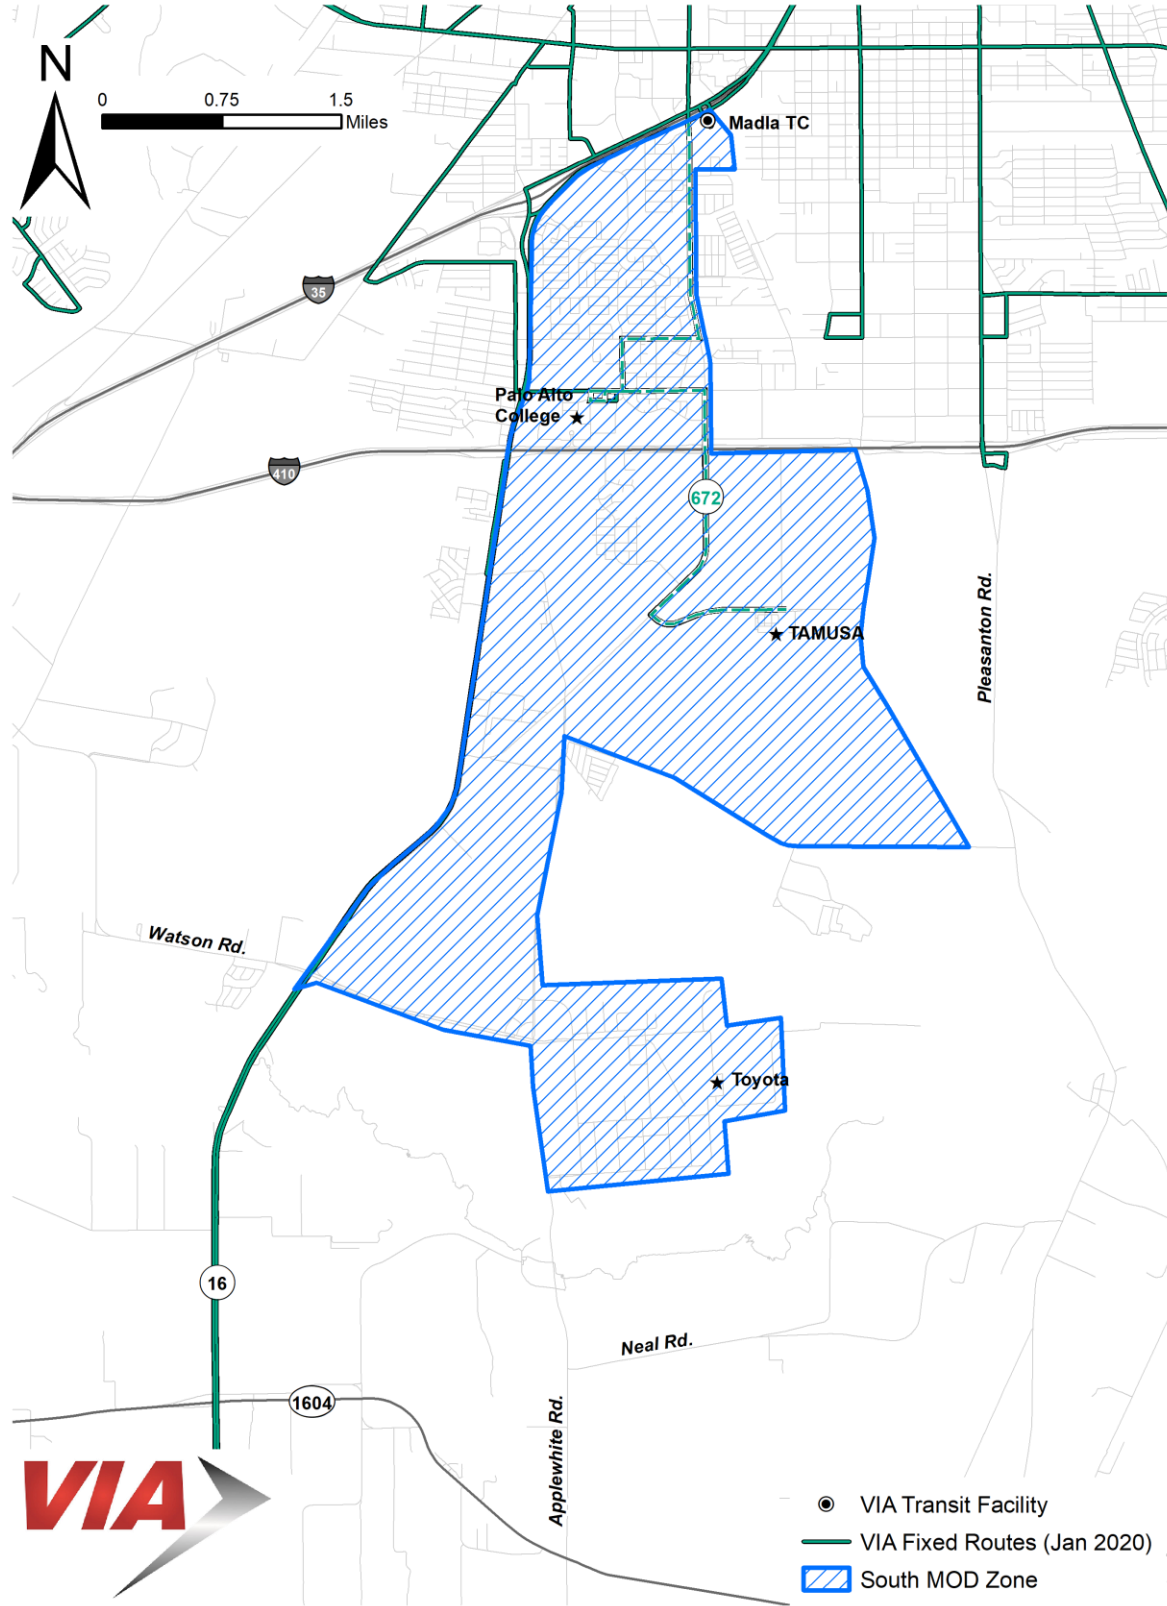 N
0 0.75 1.5
Miles
Madla TC
35
Palo Alto
College
410
672
Pleasanton Rd.
TAMUSA
Watson Rd.
Toyota
16
Neal Rd.
1604
Applewhite Rd.
VIA
VIA Transit Facility
VIA Fixed Routes (Jan 2020)
South MOD Zone